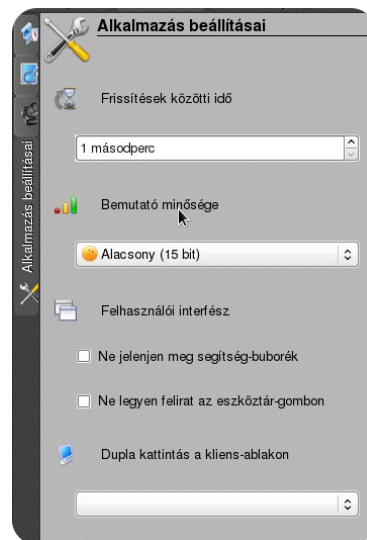 Alkalmazás beállításai
Alkalmazás beállításai
Frissítések közötti idő
1 másodperc
Bemutató minősége
Alacsony (15 bit)
Felhasználói interfész
Ne jelenjen meg segítség-buborék
Ne legyen felirat az eszköztár-gombon
Dupla kattintás a kliens-ablakon